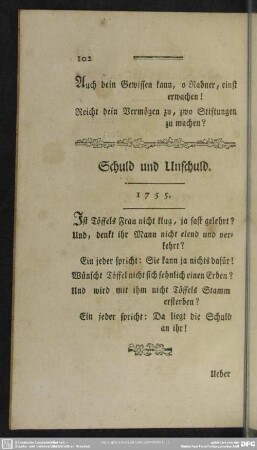 102
Auch dein Gewissen kann, o Rabner, einst
erwachen!
Reicht dein Vermögen zu, zwo Stiftungen
zu machen?
Schuld und Unschuld.
1755.
Ist Töffels Frau nicht klug, ja fast gelehrt?
Und, denkt ihr Mann nicht elend und ver-
kehrt?
Ein jeder spricht: Sie kann ja nichts dafür!
Wünscht Töffel nicht sich sehnlich einen Erben?
Und wird mit ihm nicht Töffels Stamm
ersterben?
Ein jeder spricht: Da liegt die Schuld
an ihr!
Ueber
DFG